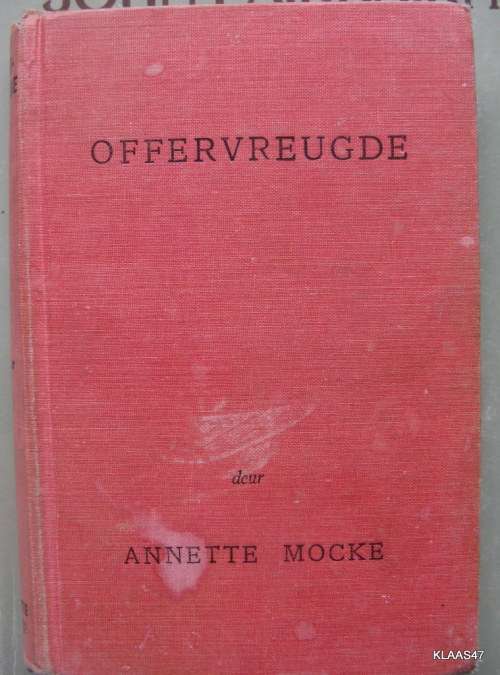 OFFERVREUGDE
deur
ANNETTE MOCKE
KLAAS47